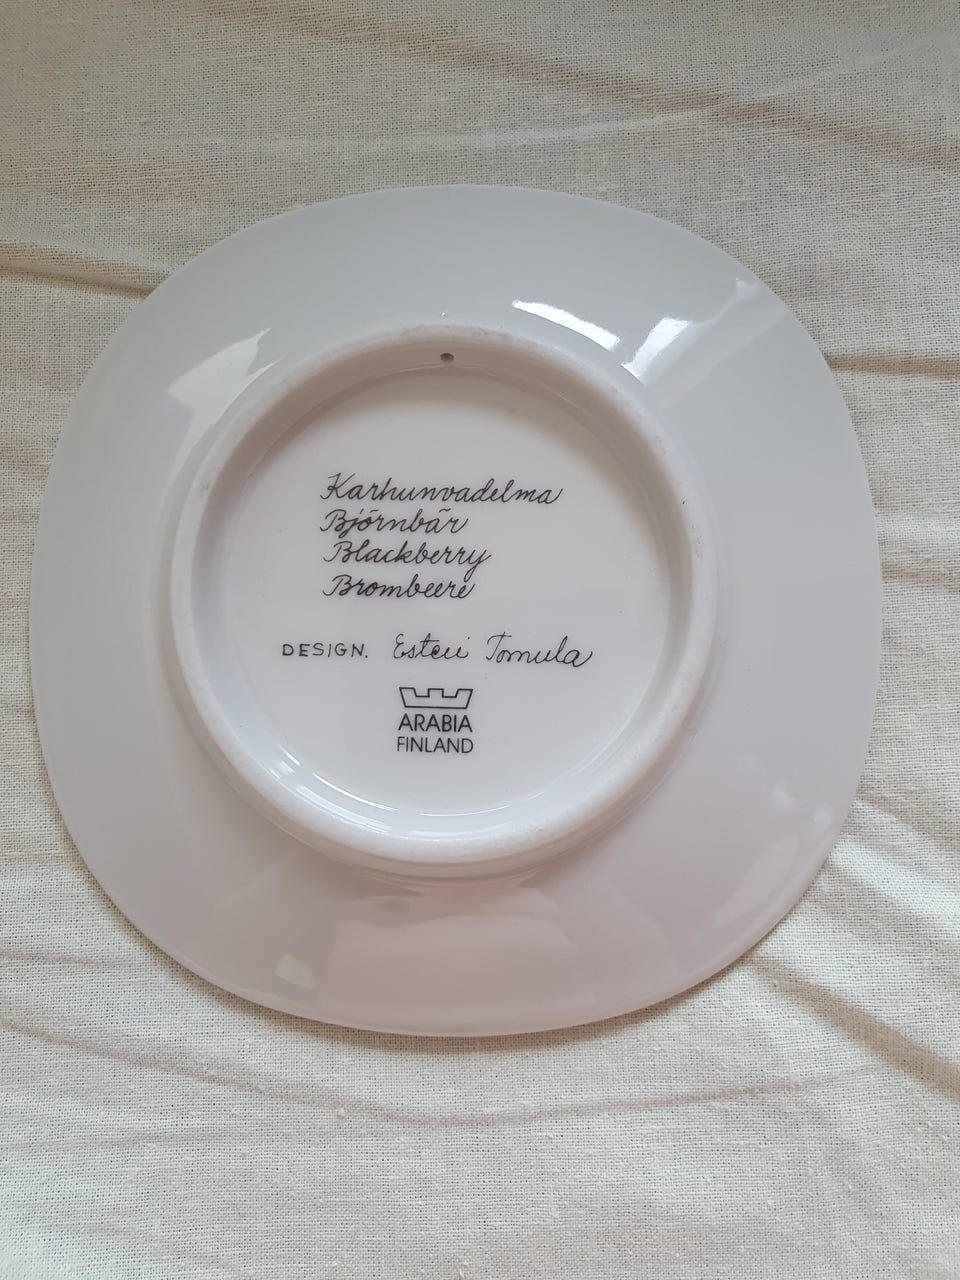 Karhunvadelma
Björnbär
Blackberry
Brombeere
DESIGN. Esteri Tomula
ARABIA
FINLAND